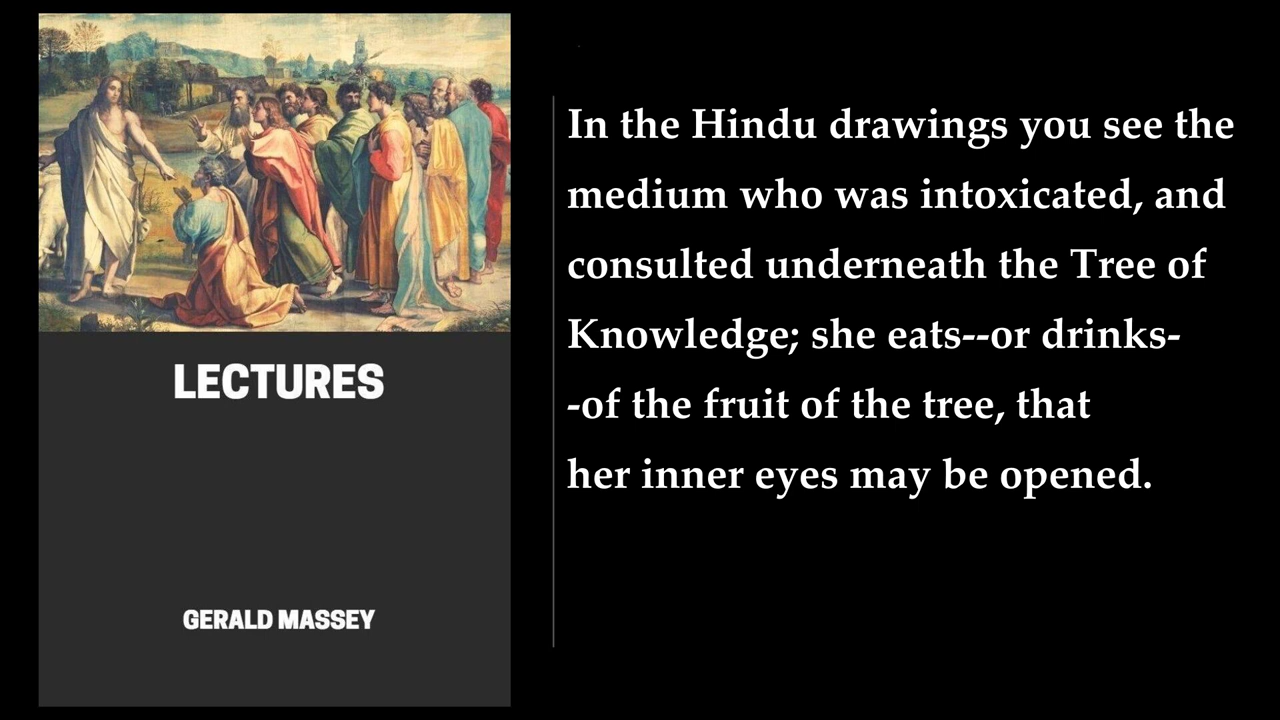 LECTURES
GERALD MASSEY
In the Hindu drawings you see the
medium who was intoxicated, and
consulted underneath the Tree of
Knowledge; she eats--or drinks-
-of the fruit of the tree, that
her inner eyes may be opened.